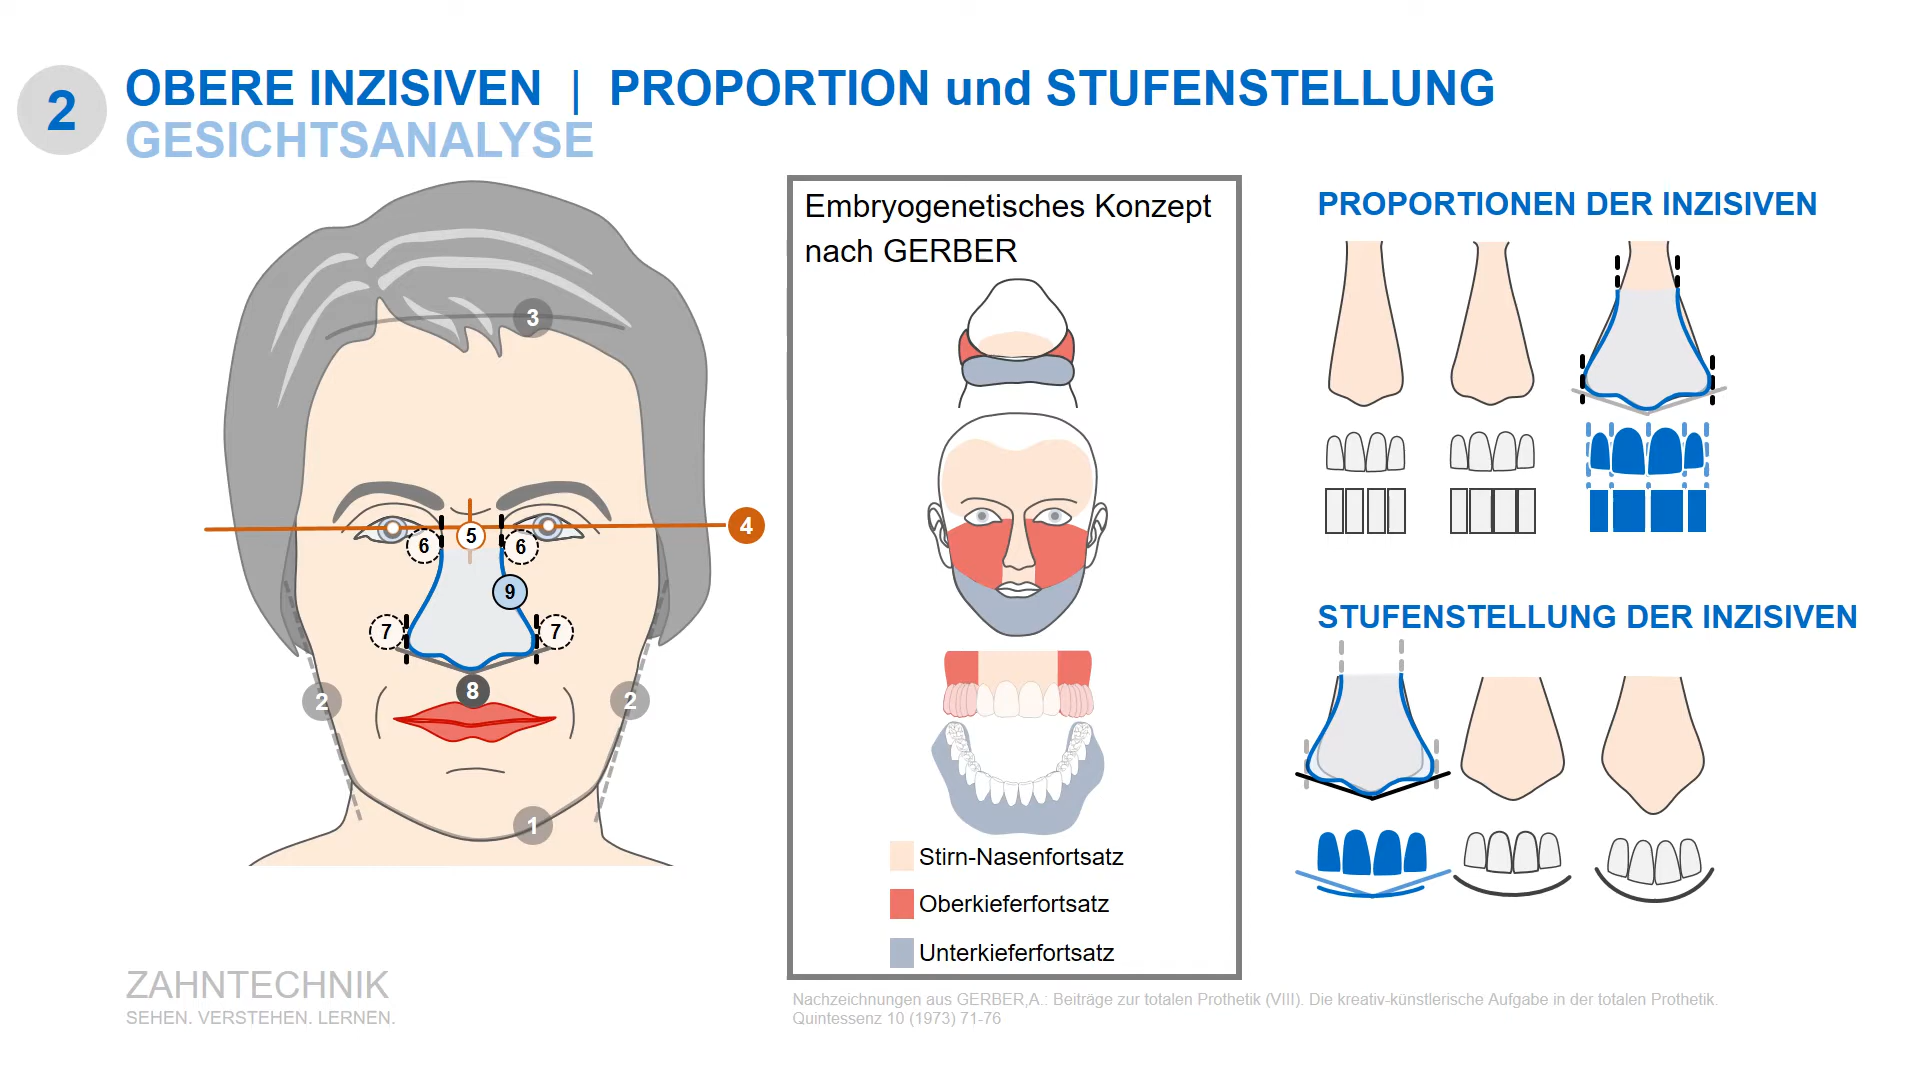 2
OBERE INZISIVEN | PROPORTION und STUFENSTELLUNG
GESICHTSANALYSE
3
4
5
6
6
9
7
7
8
2
2
1
Embryogenetisches Konzept
nach GERBER
Stirn-Nasenfortsatz
Oberkieferfortsatz
Unterkieferfortsatz
PROPORTIONEN DER INZISIVEN
STUFENSTELLUNG DER INZISIVEN
ZAHNTECHNIK
SEHEN. VERSTEHEN. LERNEN.
Nachzeichnungen aus GERBER,A.: Beiträge zur totalen Prothetik (VIII). Die kreativ-künstlerische Aufgabe in der totalen Prothetik.
Quintessenz 10 (1973) 71-76